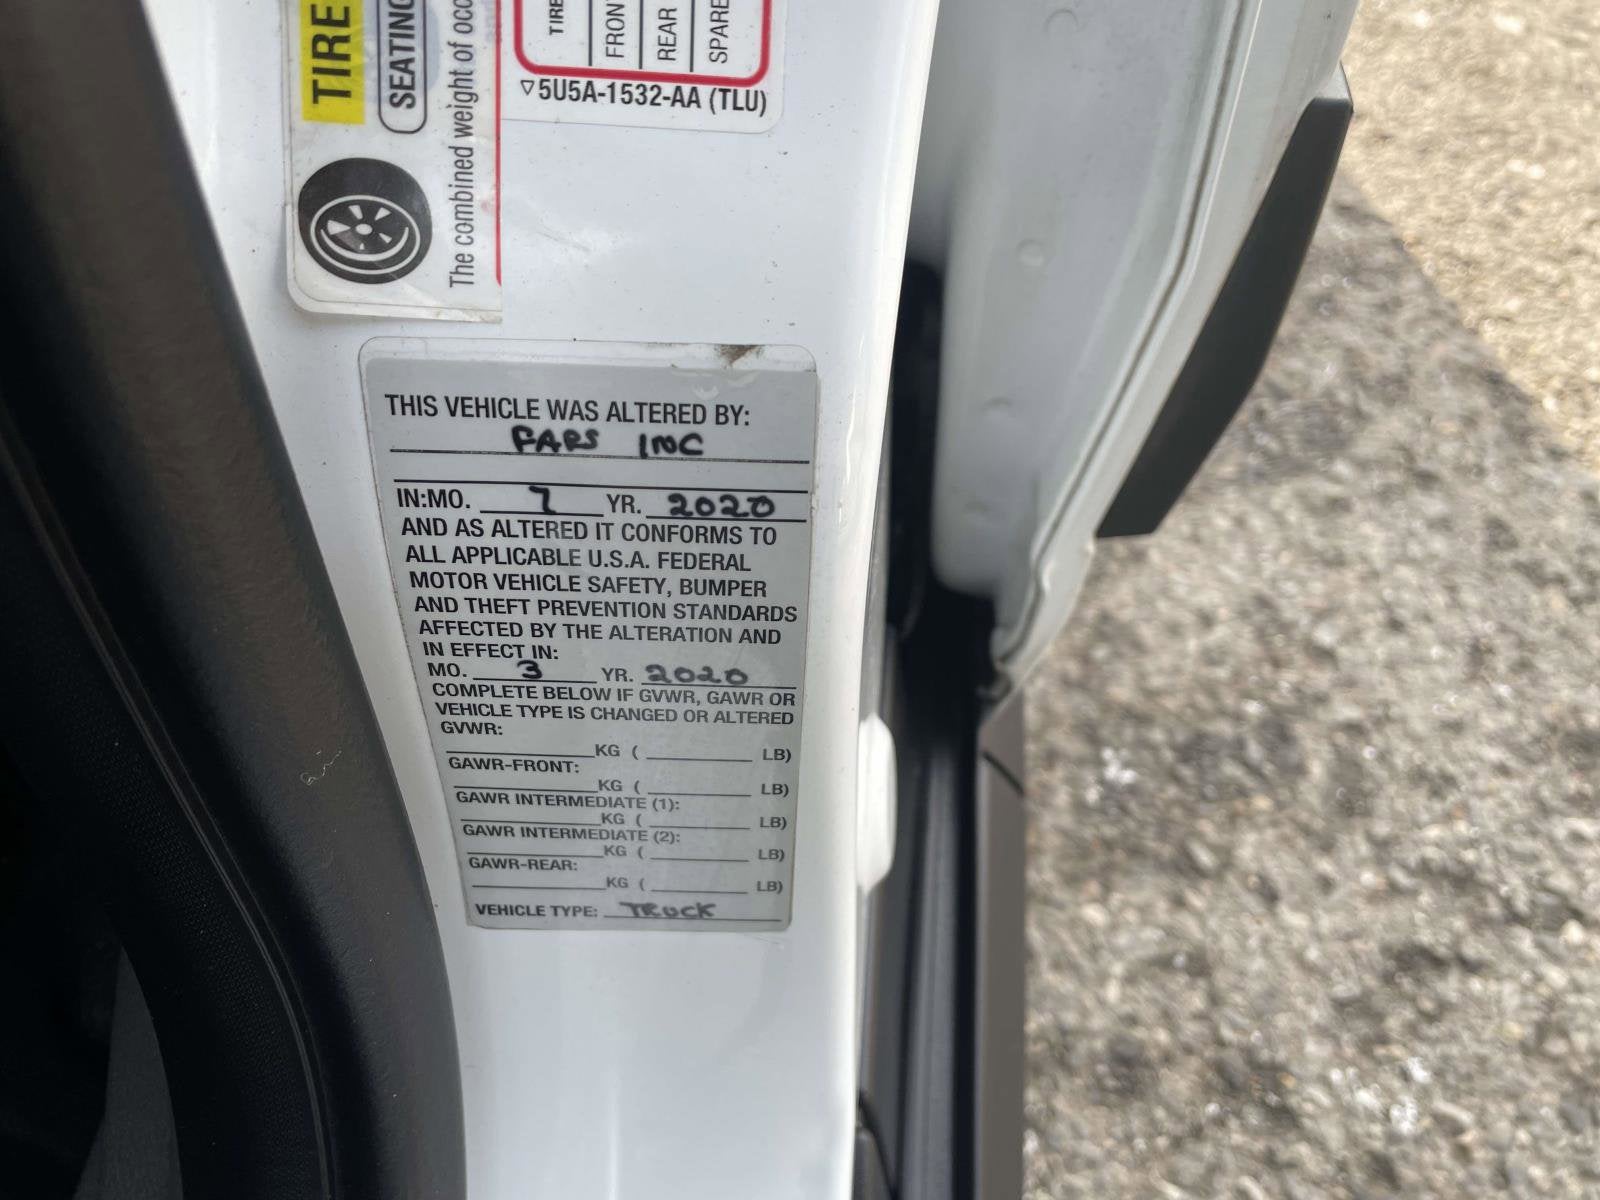 TIRE
SEATING
The combined weight of occ
TIRE
FRONT
REAR
SPARE
5U5A-1532-AA (TLU)
THIS VEHICLE WAS ALTERED BY:
FARS INC
IN:MO. 7 YR. 2020
AND AS ALTERED IT CONFORMS TO
ALL APPLICABLE U.S.A. FEDERAL
MOTOR VEHICLE SAFETY, BUMPER
AND THEFT PREVENTION STANDARDS
AFFECTED BY THE ALTERATION AND
IN EFFECT IN:
MO. 3 YR. 2020
COMPLETE BELOW IF GVWR, GAWR OR
VEHICLE TYPE IS CHANGED OR ALTERED
GVWR:
KG ( LB)
GAWR-FRONT:
KG ( LB)
GAWR INTERMEDIATE (1):
KG ( LB)
GAWR INTERMEDIATE (2):
KG ( LB)
GAWR-REAR:
KG ( LB)
VEHICLE TYPE: TRUCK